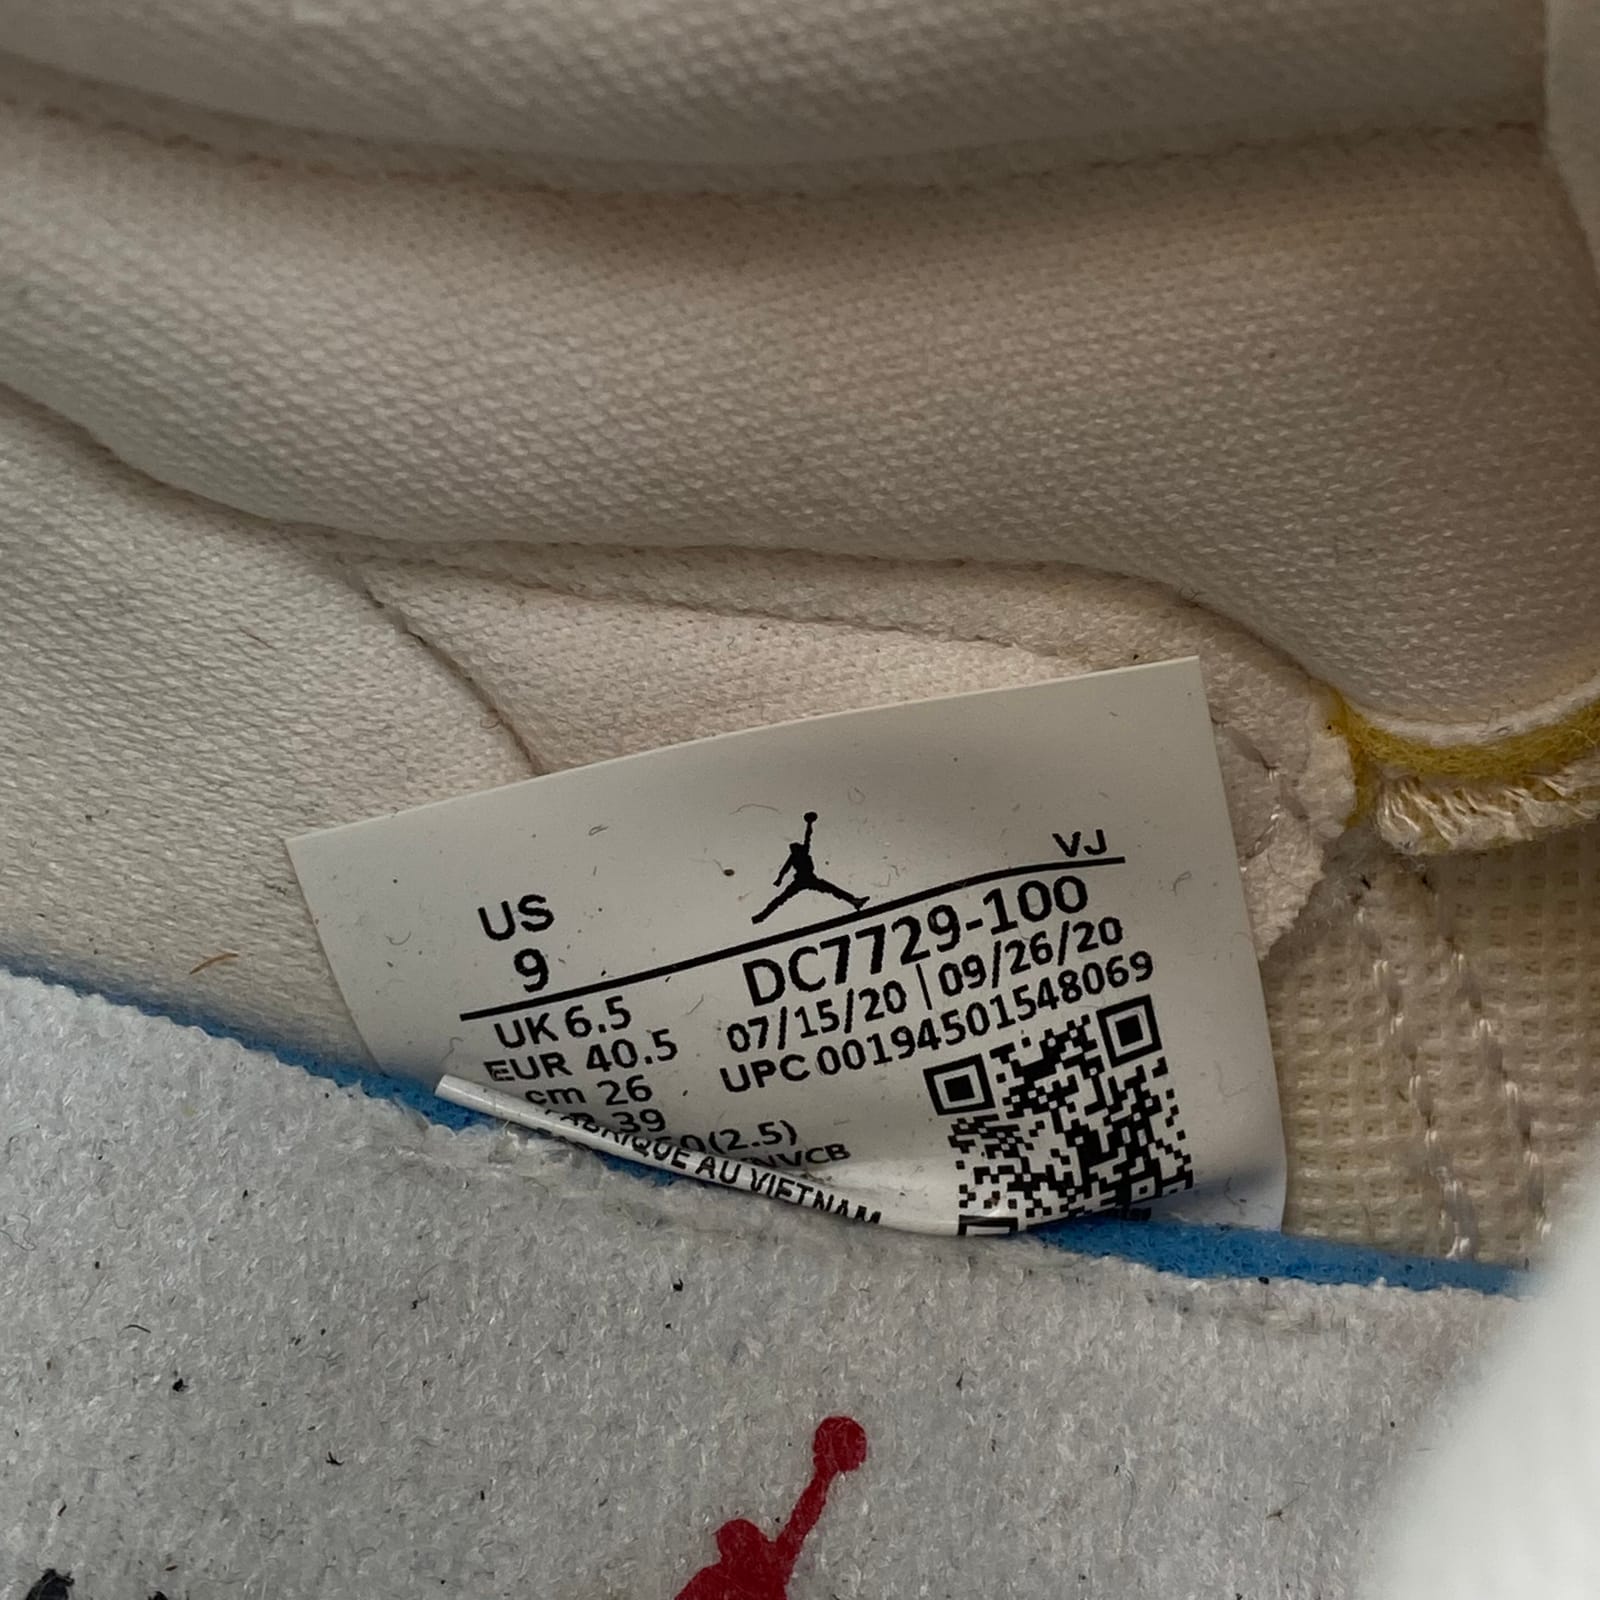 VJ
US
9
DC7729-100
07/15/20 | 09/26/20
UPC 00194501548069
UK 6.5
EUR 40.5
cm 26
39
(2.5)
VCB
AU VIETNAM